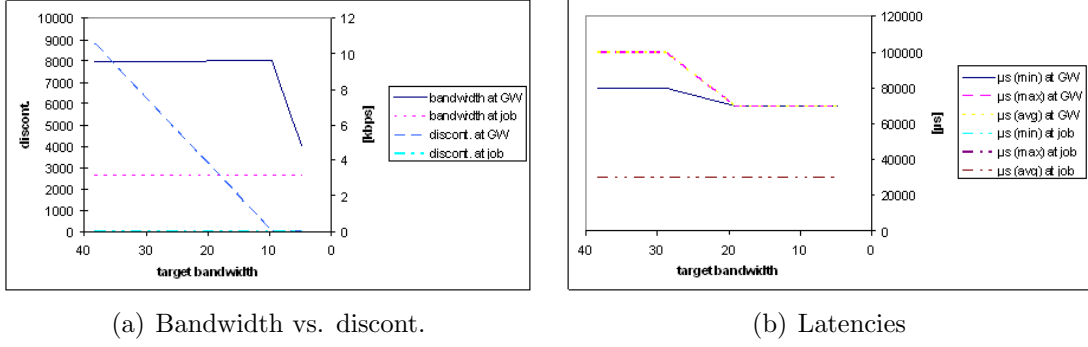 10000
9000
8000
7000
6000
5000
4000
3000
2000
1000
0
discont.
12
10
8
6
4
2
0
[kbps]
40 30 20 10 0
target bandwidth
bandwidth at GW
bandwidth at job
discont. at GW
discont. at job
(a) Bandwidth vs. discont.
120000
100000
80000
60000
40000
20000
0
[µs]
40 30 20 10 0
target bandwidth
µs (min) at GW
µs (max) at GW
µs (avg) at GW
µs (min) at job
µs (max) at job
µs (avg) at job
(b) Latencies